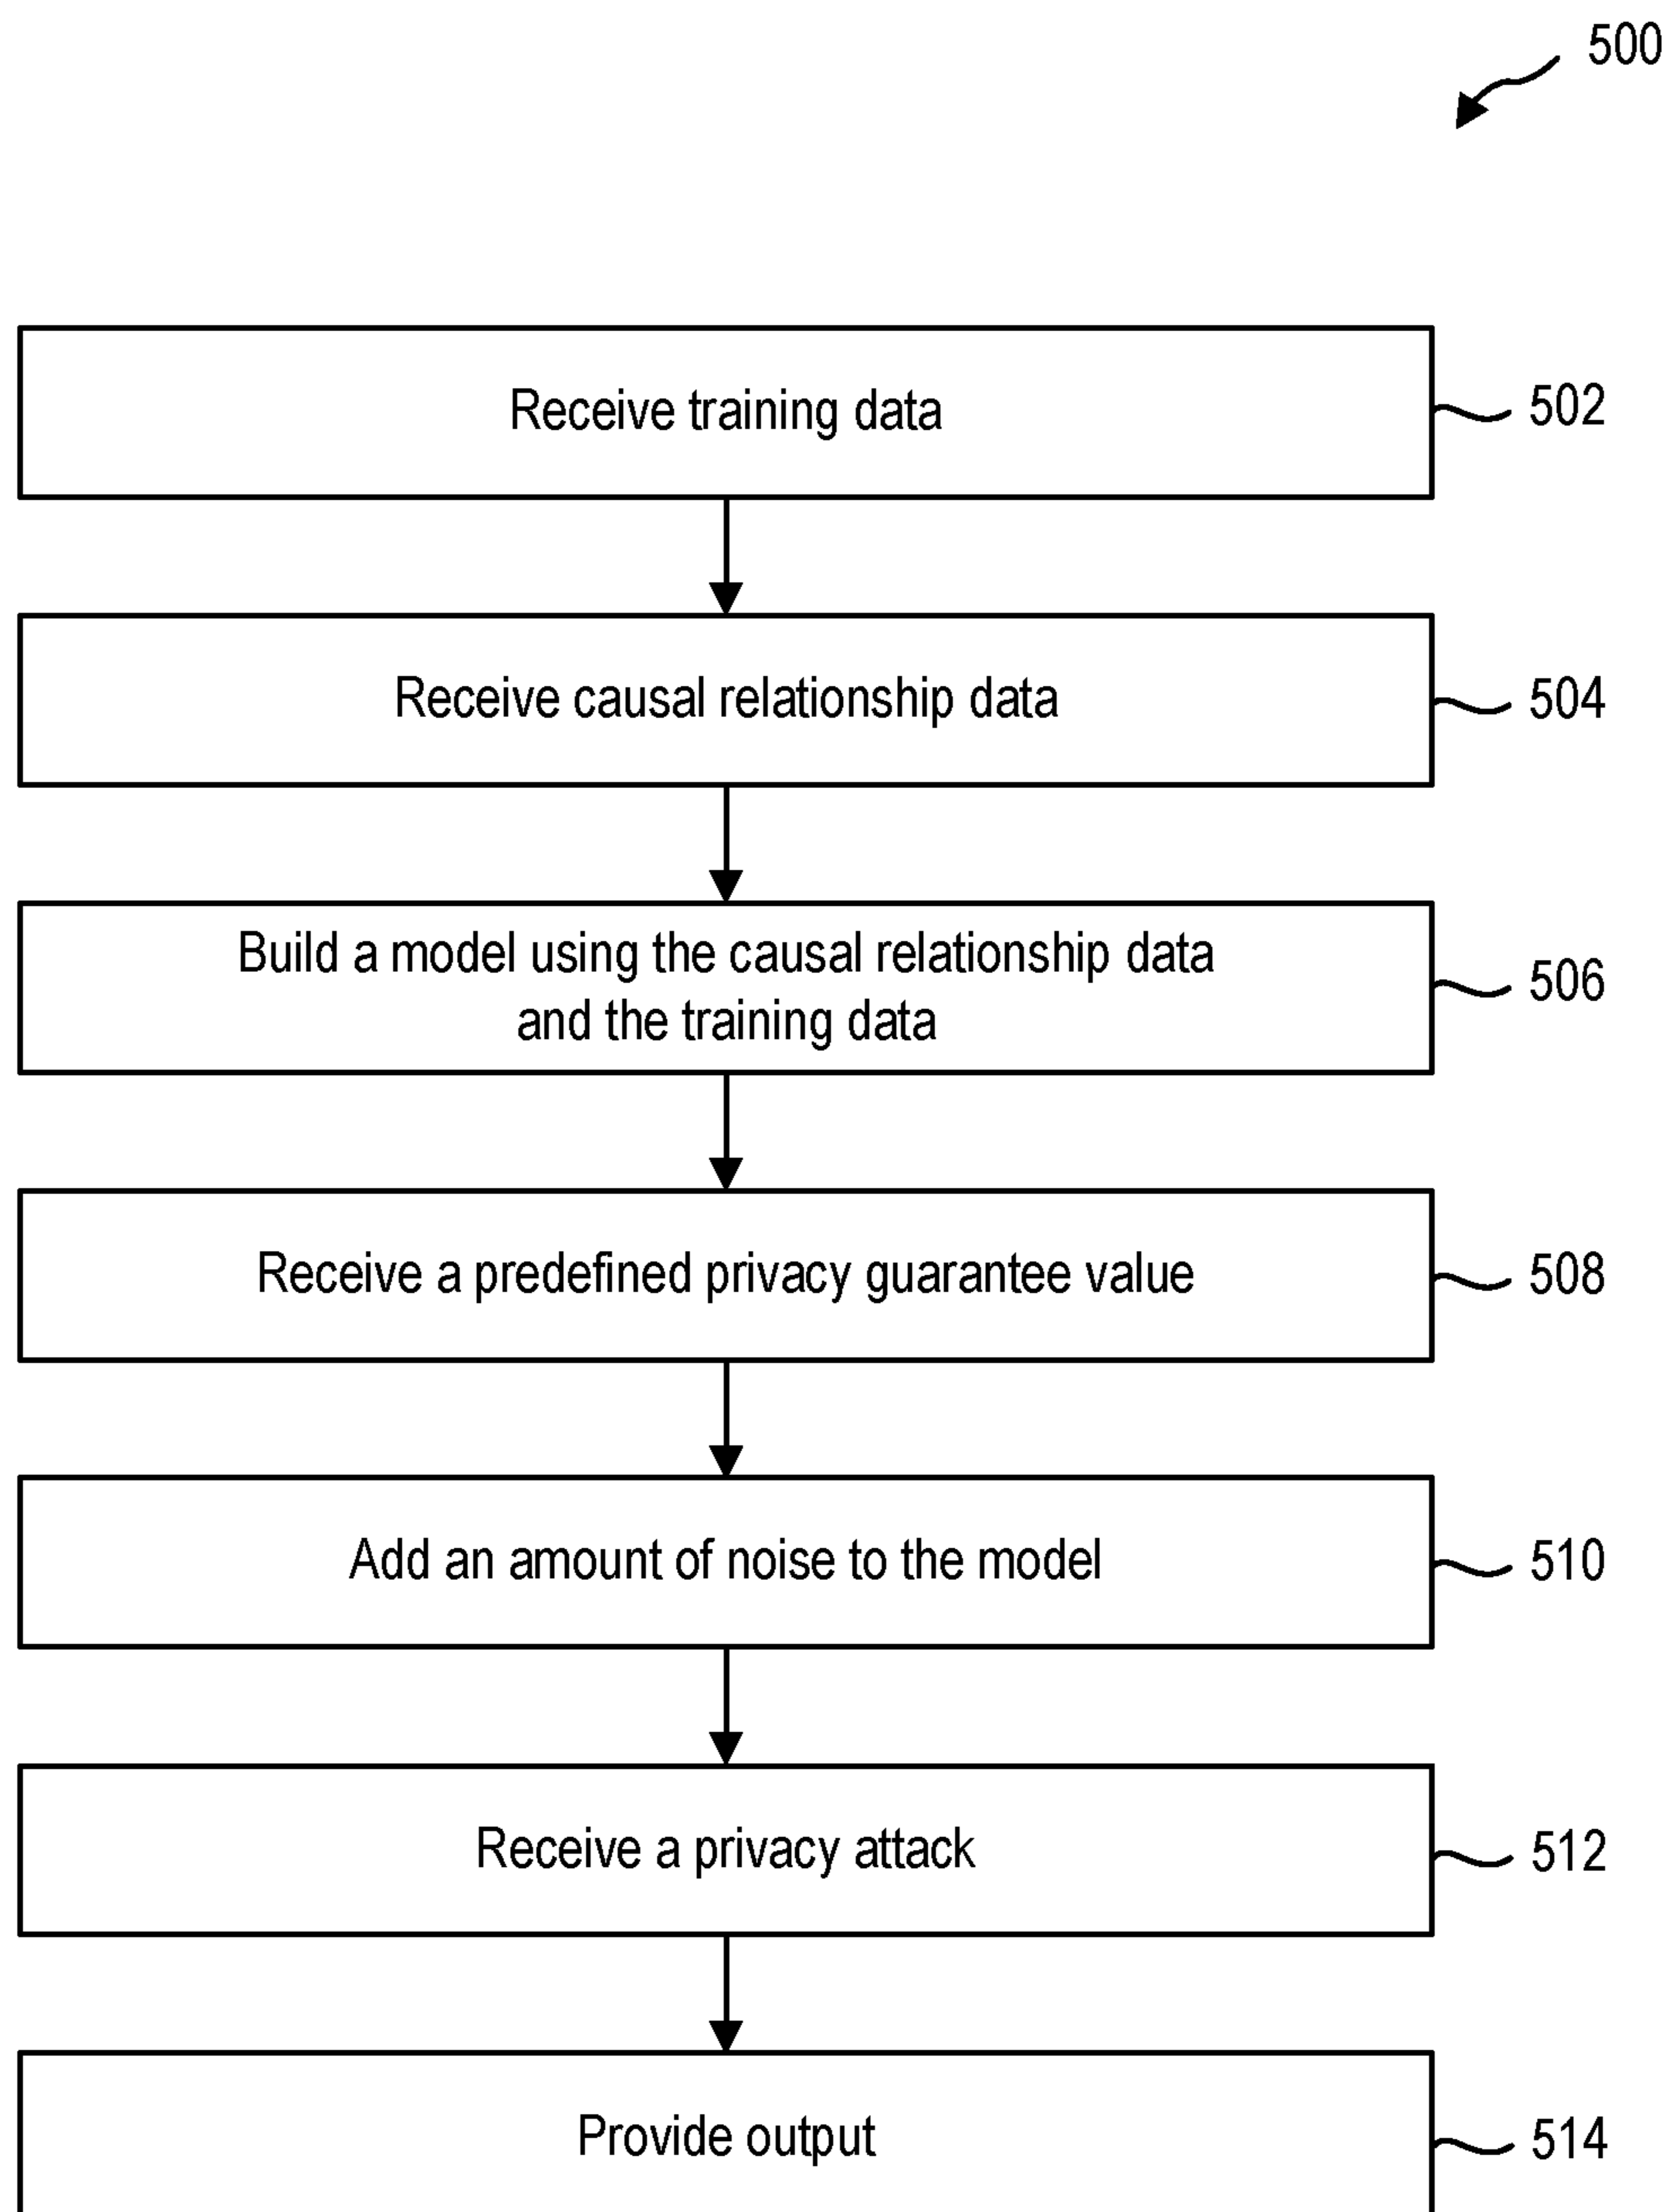 500
Receive training data
502
Receive causal relationship data
504
Build a model using the causal relationship data
and the training data
506
Receive a predefined privacy guarantee value
508
Add an amount of noise to the model
510
Receive a privacy attack
512
Provide output
514